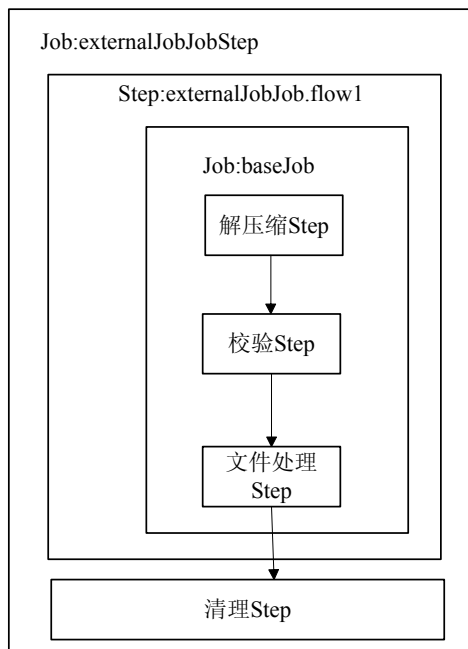 Job:externalJobJobStep
Step:externalJobJob.flow1
Job:baseJob
解压缩Step
校验Step
文件处理
Step
清理Step